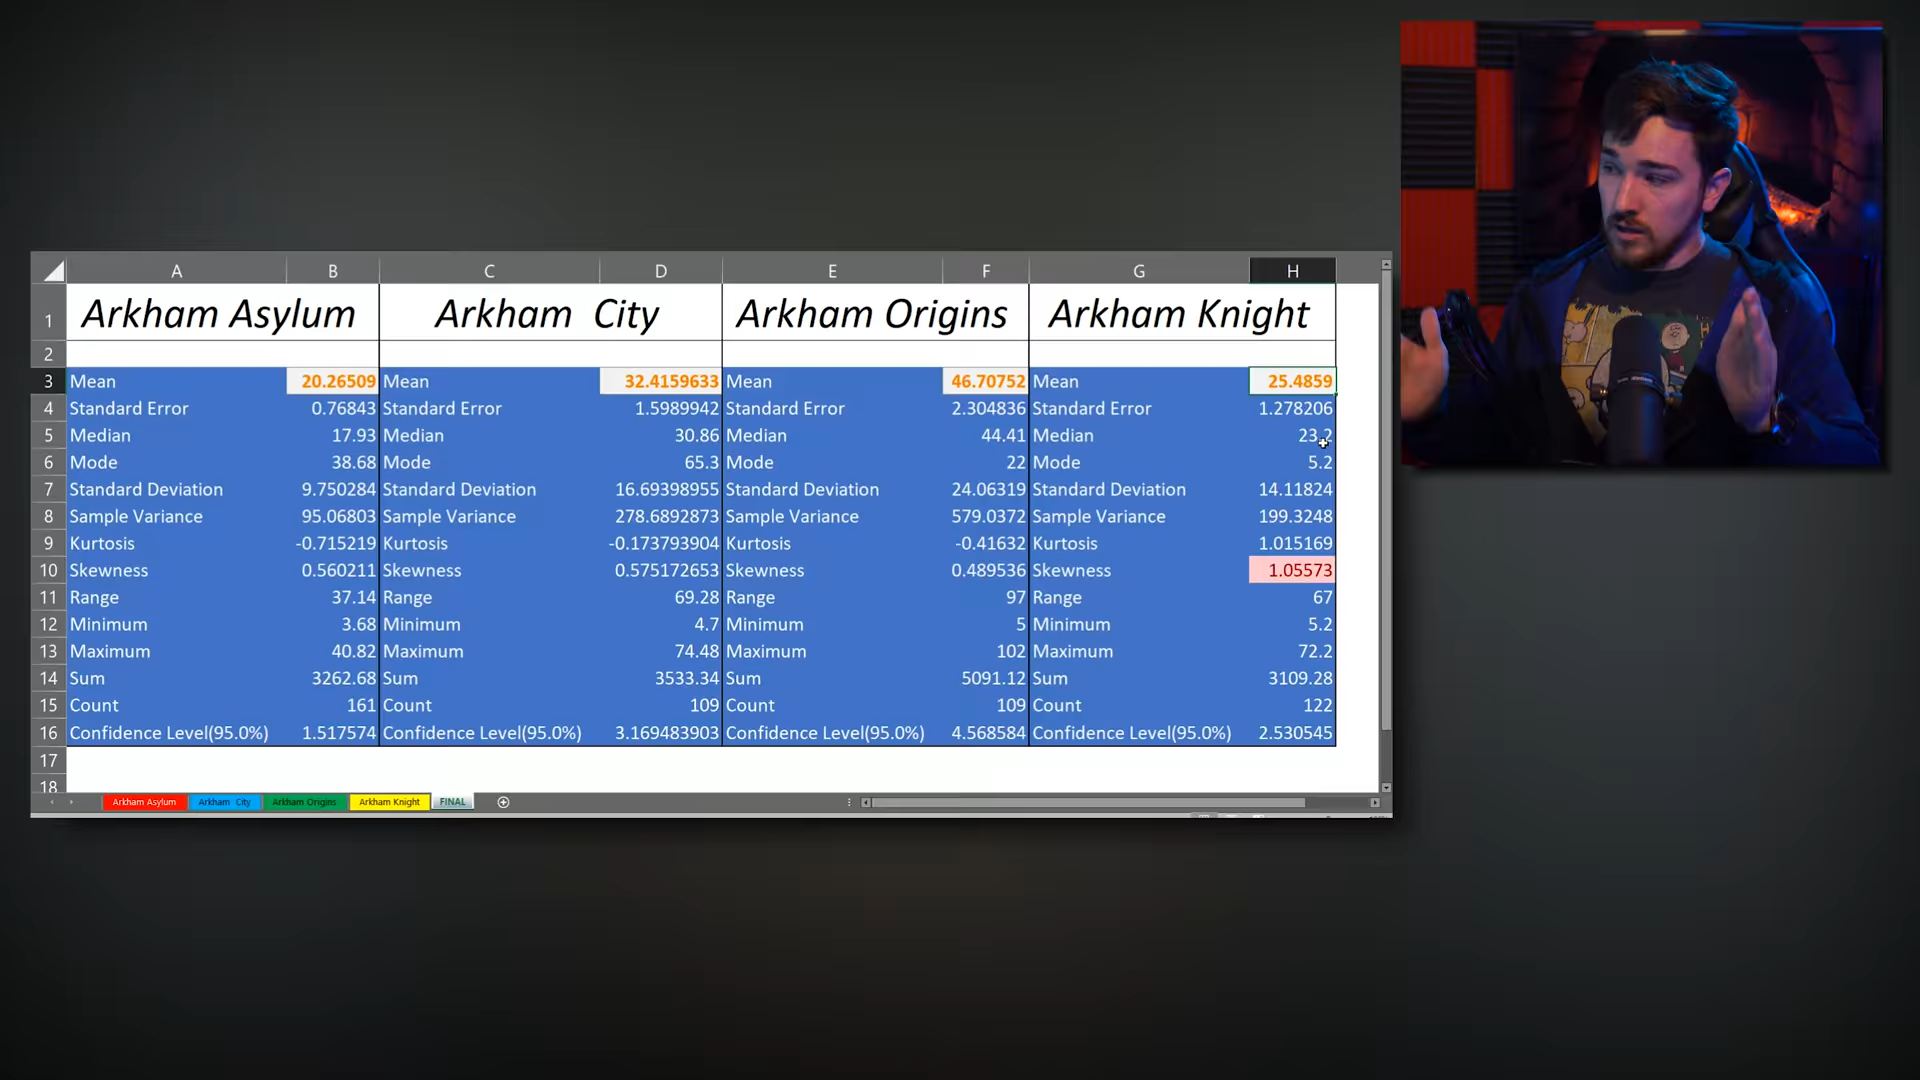 A B C D E F G H
1 Arkham Asylum Arkham City Arkham Origins Arkham Knight
2
3 Mean 20.26509 Mean 32.4159633 Mean 46.70752 Mean 25.4859
4 Standard Error 0.76843 Standard Error 1.5989942 Standard Error 2.304836 Standard Error 1.278206
5 Median 17.93 Median 30.86 Median 44.41 Median 23.2
6 Mode 38.68 Mode 65.3 Mode 22 Mode 5.2
7 Standard Deviation 9.750284 Standard Deviation 16.69398955 Standard Deviation 24.06319 Standard Deviation 14.11824
8 Sample Variance 95.06803 Sample Variance 278.6892873 Sample Variance 579.0372 Sample Variance 199.3248
9 Kurtosis -0.715219 Kurtosis -0.173793904 Kurtosis -0.41632 Kurtosis 1.015169
10 Skewness 0.560211 Skewness 0.575172653 Skewness 0.489536 Skewness 1.05573
11 Range 37.14 Range 69.28 Range 97 Range 67
12 Minimum 3.68 Minimum 4.7 Minimum 5 Minimum 5.2
13 Maximum 40.82 Maximum 74.48 Maximum 102 Maximum 72.2
14 Sum 3262.68 Sum 3533.34 Sum 5091.12 Sum 3109.28
15 Count 161 Count 109 Count 109 Count 122
16 Confidence Level(95.0%) 1.517574 Confidence Level(95.0%) 3.169483903 Confidence Level(95.0%) 4.568584 Confidence Level(95.0%) 2.530545
17
18
Arkham Asylum Arkham City Arkham Origins Arkham Knight FINAL